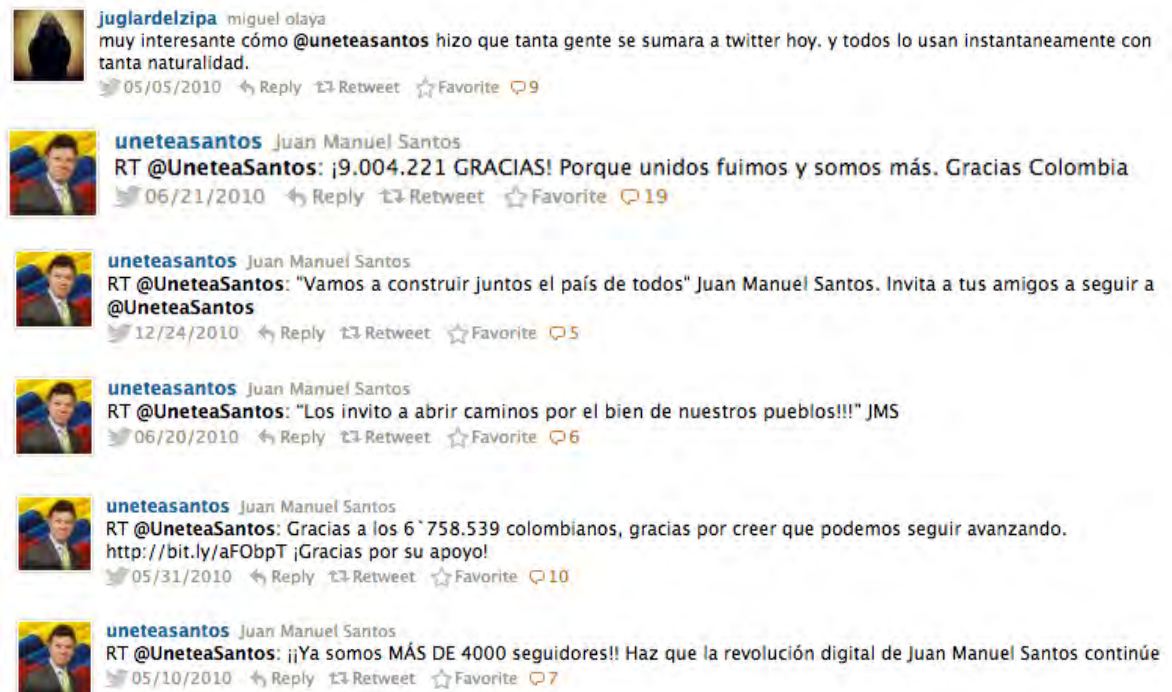 juglardelzipa miguel olaya
muy interesante cómo @uneteasantos hizo que tanta gente se sumara a twitter hoy. y todos lo usan instantaneamente con
tanta naturalidad.
05/05/2010 Reply Retweet Favorite 9
uneteasantos Juan Manuel Santos
RT @UneteaSantos: ¡9.004.221 GRACIAS! Porque unidos fuimos y somos más. Gracias Colombia
06/21/2010 Reply Retweet Favorite 19
uneteasantos Juan Manuel Santos
RT @UneteaSantos: "Vamos a construir juntos el país de todos" Juan Manuel Santos. Invita a tus amigos a seguir a
@UneteaSantos
12/24/2010 Reply Retweet Favorite 5
uneteasantos Juan Manuel Santos
RT @UneteaSantos: "Los invito a abrir caminos por el bien de nuestros pueblos!!!" JMS
06/20/2010 Reply Retweet Favorite 6
uneteasantos Juan Manuel Santos
RT @UneteaSantos: Gracias a los 6`758.539 colombianos, gracias por creer que podemos seguir avanzando.
http://bit.ly/aFObpT ¡Gracias por su apoyo!
05/31/2010 Reply Retweet Favorite 10
uneteasantos Juan Manuel Santos
RT @UneteaSantos: ¡¡Ya somos MÁS DE 4000 seguidores!! Haz que la revolución digital de Juan Manuel Santos continúe
05/10/2010 Reply Retweet Favorite 7